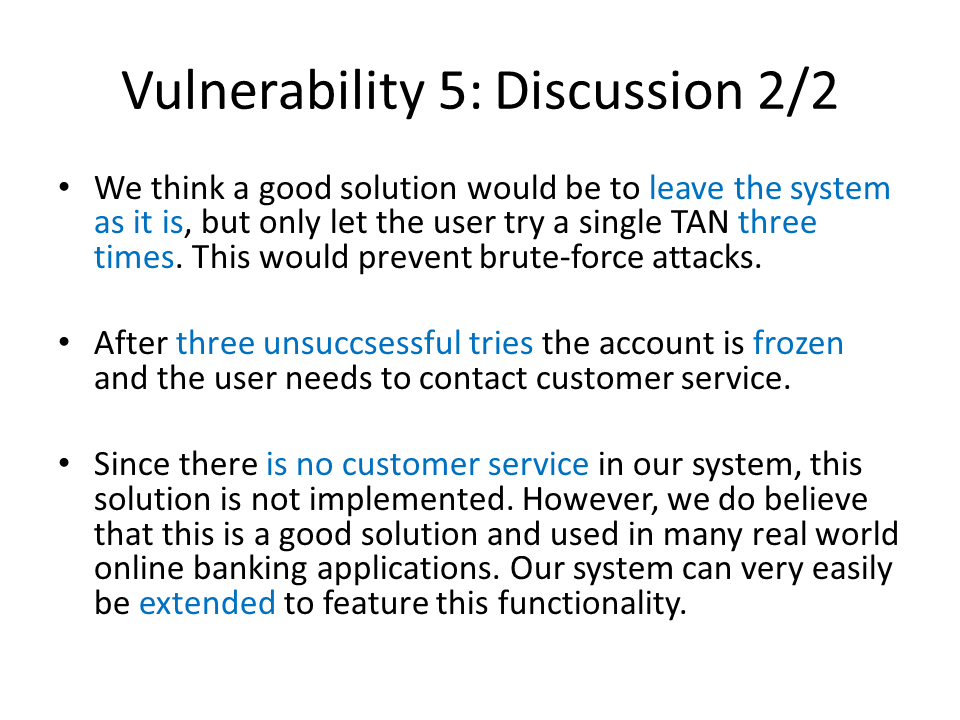 Vulnerability 5: Discussion 2/2
• We think a good solution would be to leave the system
as it is, but only let the user try a single TAN three
times. This would prevent brute-force attacks.
• After three unsuccsessful tries the account is frozen
and the user needs to contact customer service.
• Since there is no customer service in our system, this
solution is not implemented. However, we do believe
that this is a good solution and used in many real world
online banking applications. Our system can very easily
be extended to feature this functionality.